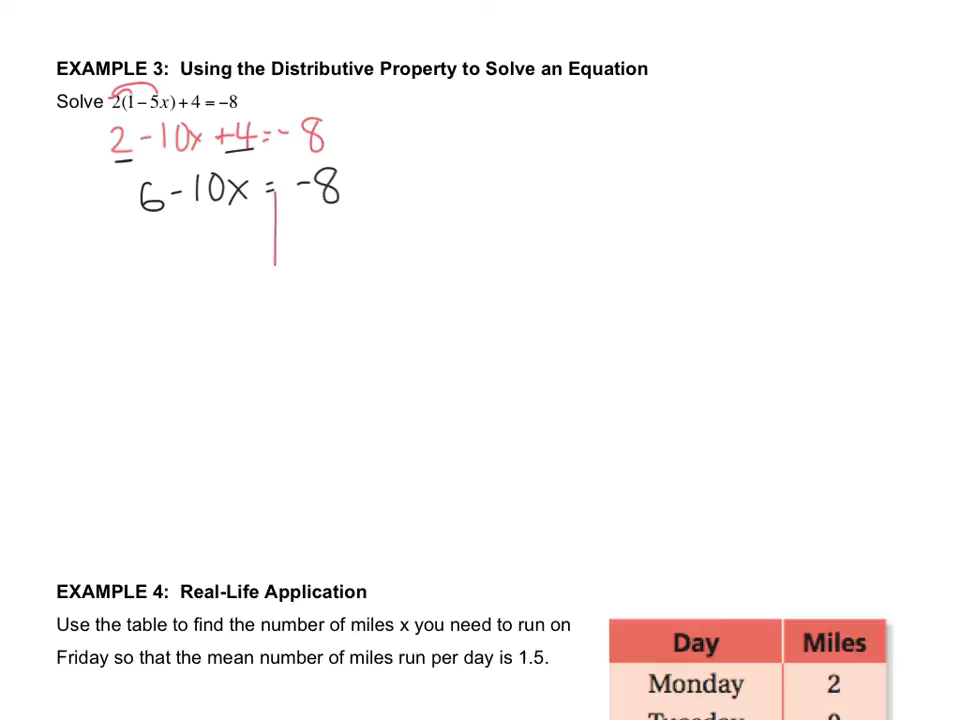 EXAMPLE 3: Using the Distributive Property to Solve an Equation
Solve 2(1 − 5x) + 4 = −8
2 - 10x + 4 = - 8
6 - 10x = -8
EXAMPLE 4: Real-Life Application
Use the table to find the number of miles x you need to run on
Friday so that the mean number of miles run per day is 1.5.
Day Miles
Monday 2